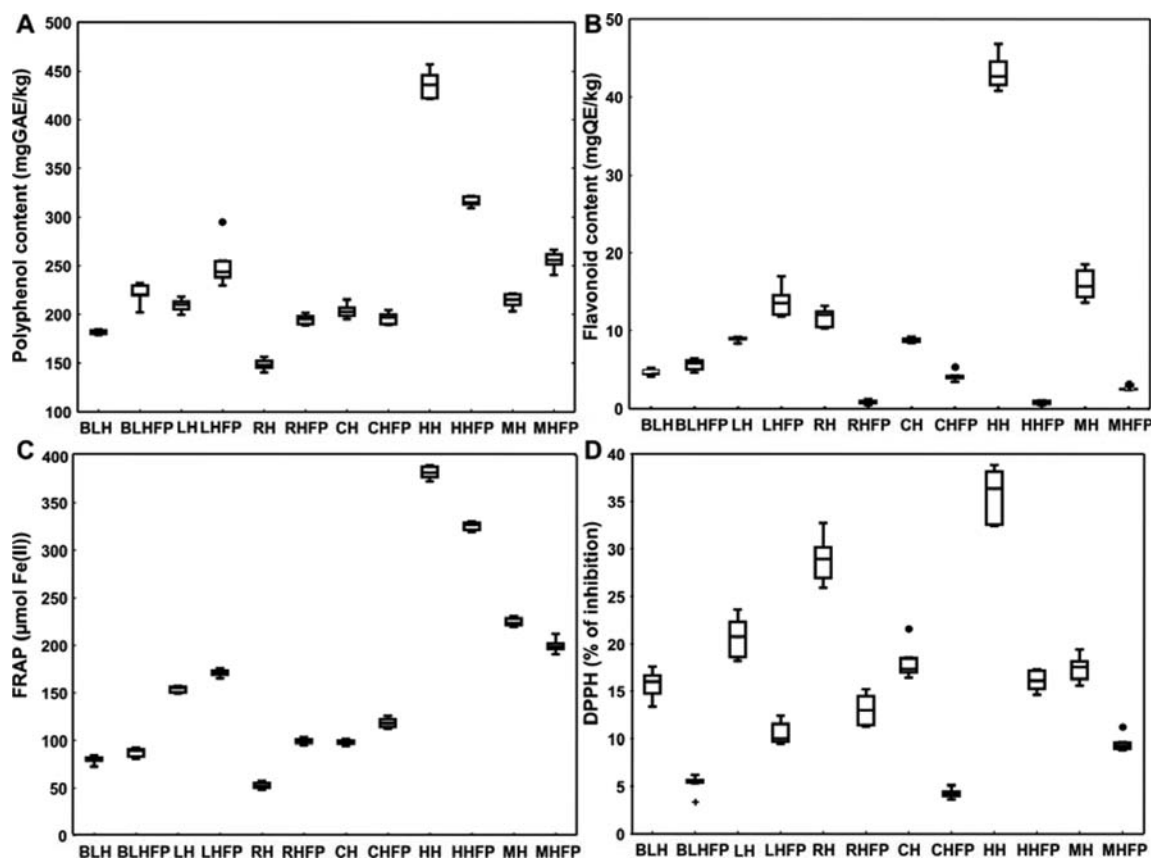 A
Polyphenol content (mgGAE/kg)
500
450
400
350
300
250
200
150
100
BLH BLHFP LH LHFP RH RHFP CH CHFP HH HHFP MH MHFP
B
Flavonoid content (mgQE/kg)
50
40
30
20
10
0
BLH BLHFP LH LHFP RH RHFP CH CHFP HH HHFP MH MHFP
C
FRAP (µmol Fe(II))
400
350
300
250
200
150
100
50
0
BLH BLHFP LH LHFP RH RHFP CH CHFP HH HHFP MH MHFP
D
DPPH (% of inhibition)
40
35
30
25
20
15
10
5
0
BLH BLHFP LH LHFP RH RHFP CH CHFP HH HHFP MH MHFP